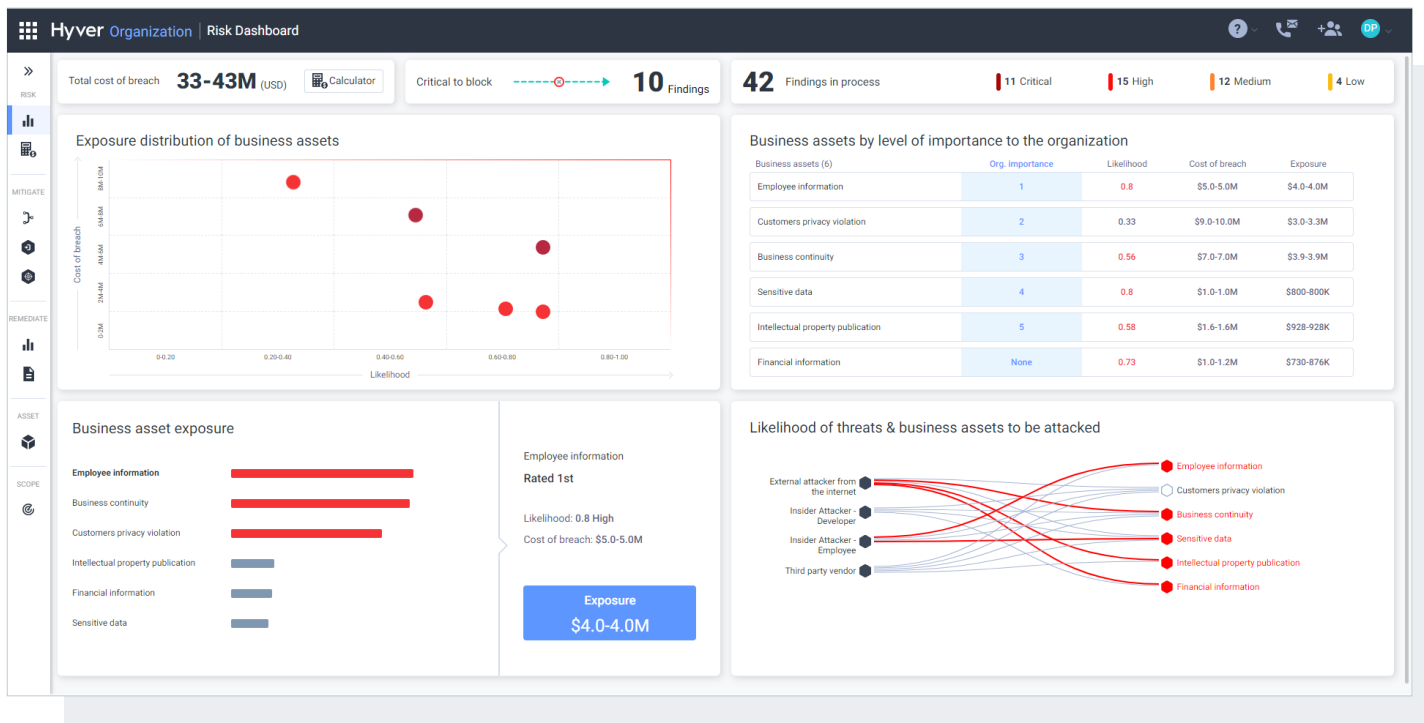 Hyver Organization | Risk Dashboard
?
DP
RISK
MITIGATE
REMEDIATE
ASSET
SCOPE
Total cost of breach 33-43M (USD) Calculator
Critical to block 10 Findings
42 Findings in process 11 Critical 15 High 12 Medium 4 Low
Exposure distribution of business assets
Cost of breach
8M-10M
6M-8M
4M-6M
2M-4M
0-2M
0-0.20 0.20-0.40 0.40-0.60 0.60-0.80 0.80-1.00
Likelihood
Business assets by level of importance to the organization
Business assets (6) Org. importance Likelihood Cost of breach Exposure
Employee information 1 0.8 $5.0-5.0M $4.0-4.0M
Customers privacy violation 2 0.33 $9.0-10.0M $3.0-3.3M
Business continuity 3 0.56 $7.0-7.0M $3.9-3.9M
Sensitive data 4 0.8 $1.0-1.0M $800-800K
Intellectual property publication 5 0.58 $1.6-1.6M $928-928K
Financial information None 0.73 $1.0-1.2M $730-876K
Business asset exposure
Employee information
Business continuity
Customers privacy violation
Intellectual property publication
Financial information
Sensitive data
Employee information
Rated 1st
Likelihood: 0.8 High
Cost of breach: $5.0-5.0M
Exposure
$4.0-4.0M
Likelihood of threats & business assets to be attacked
External attacker from
the internet
Insider Attacker -
Developer
Insider Attacker -
Employee
Third party vendor
Employee information
Customers privacy violation
Business continuity
Sensitive data
Intellectual property publication
Financial information